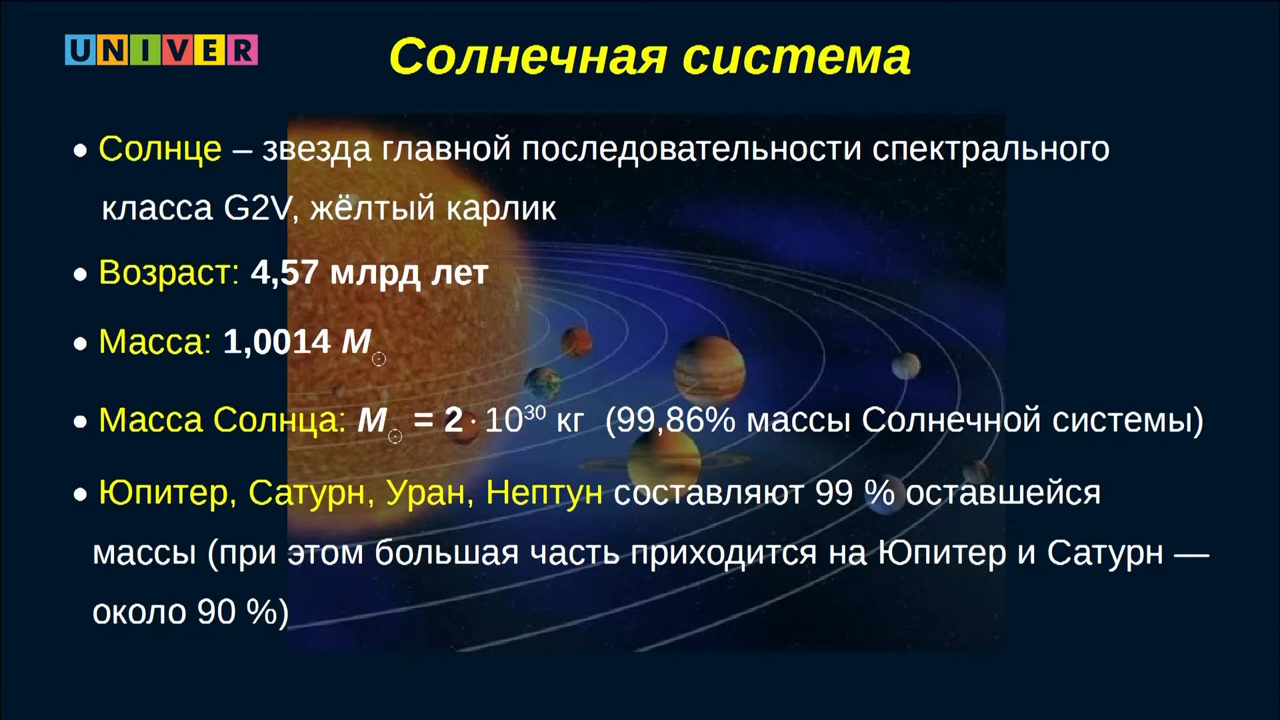 UNIVER
Солнечная система
• Солнце – звезда главной последовательности спектрального
класса G2V, жёлтый карлик
• Возраст: 4,57 млрд лет
• Масса: 1,0014 M☉
• Масса Солнца: M☉ = 2 · 10³⁰ кг (99,86% массы Солнечной системы)
• Юпитер, Сатурн, Уран, Нептун составляют 99 % оставшейся
массы (при этом большая часть приходится на Юпитер и Сатурн —
около 90 %)